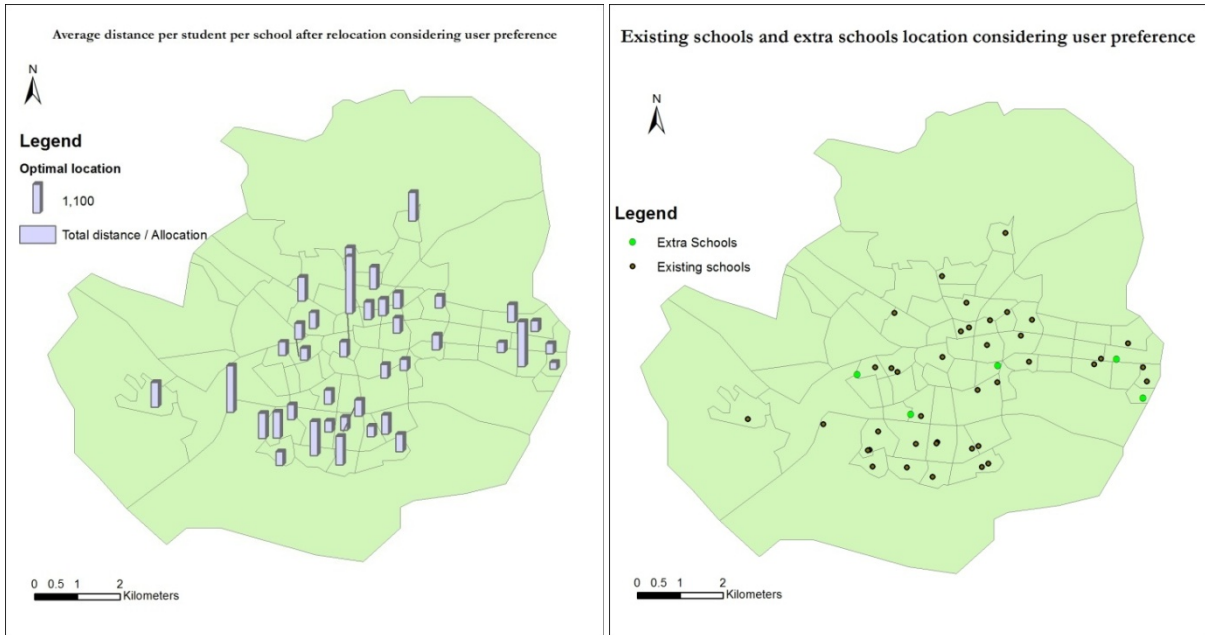 Average distance per student per school after relocation considering user preference
N
Legend
Optimal location
1,100
Total distance / Allocation
0 0.5 1 2
Kilometers
Existing schools and extra schools location considering user preference
N
Legend
Extra Schools
Existing schools
0 0.5 1 2
Kilometers